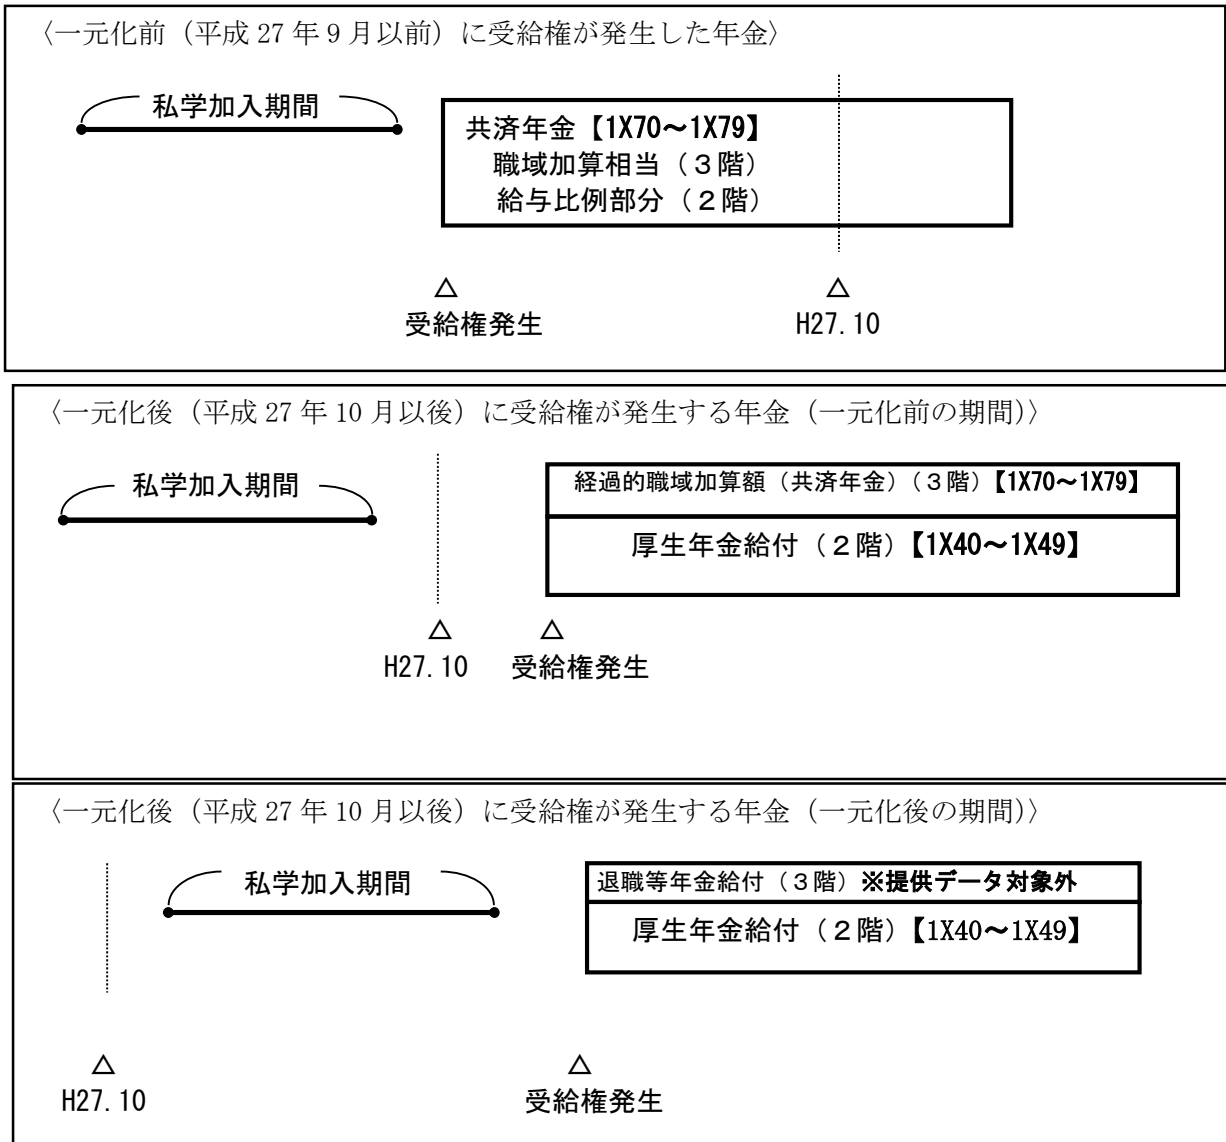 〈一元化前（平成 27 年 9 月以前）に受給権が発生した年金〉
私学加入期間
共済年金【1X70～1X79】
職域加算相当（３階）
給与比例部分（２階）
△ △
受給権発生 H27.10
〈一元化後（平成 27 年 10 月以後）に受給権が発生する年金（一元化前の期間）〉
私学加入期間
経過的職域加算額（共済年金）（３階）【1X70～1X79】
厚生年金給付（２階）【1X40～1X49】
△ △
H27.10 受給権発生
〈一元化後（平成 27 年 10 月以後）に受給権が発生する年金（一元化後の期間）〉
私学加入期間
退職等年金給付（３階）※提供データ対象外
厚生年金給付（２階）【1X40～1X49】
△ △
H27.10 受給権発生